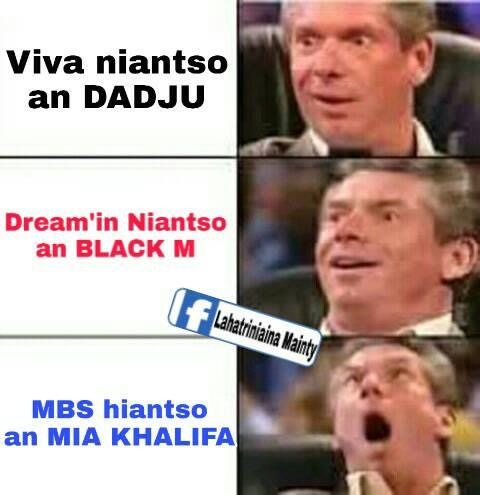 Viva niantso
an DADJU
Dream'in Niantso
an BLACK M
f Lahatriniaina Mainty
MBS hiantso
an MIA KHALIFA